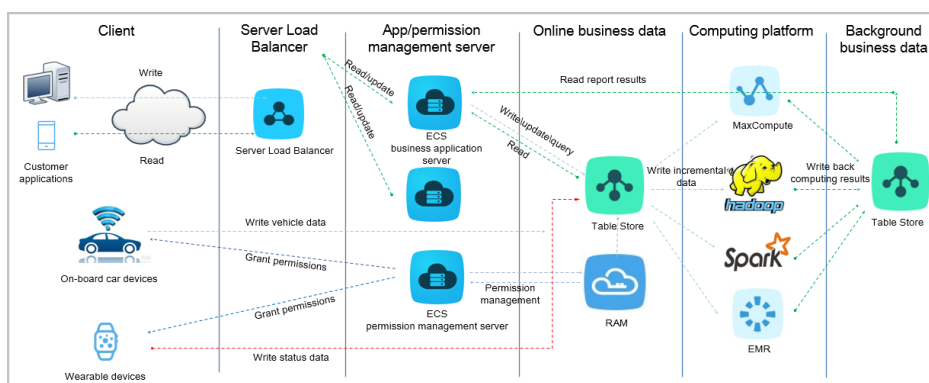 Client
Server Load
Balancer
App/permission
management server
Online business data
Computing platform
Background
business data
Write
Read
Customer
applications
Server Load Balancer
Read/update
Read/update
ECS
business application
server
Read report results
Write\update\query
Read
MaxCompute
Write incremental d
data
hadoop
Write back
computing results
Table Store
Table Store
Write vehicle data
On-board car devices
Grant permissions
Spark
Permission
management
RAM
Grant permissions
ECS
permission management server
EMR
Write status data
Wearable devices